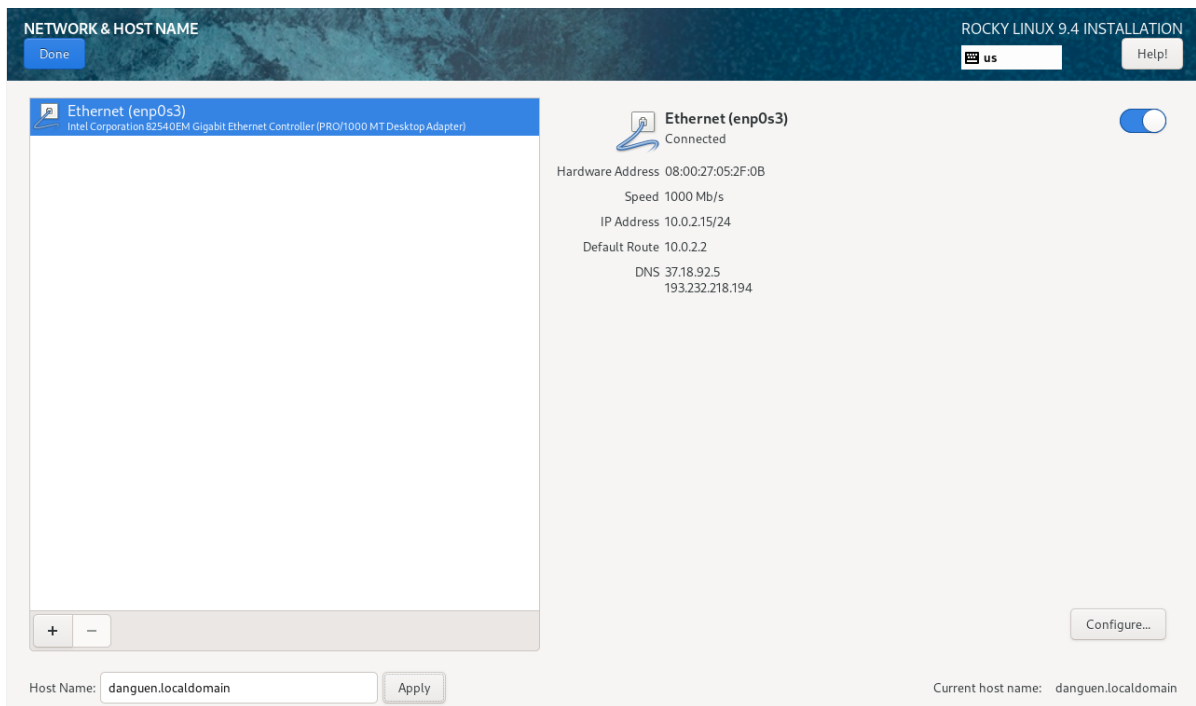 NETWORK & HOST NAME
Done
ROCKY LINUX 9.4 INSTALLATION
us
Help!
Ethernet (enp0s3)
Intel Corporation 82540EM Gigabit Ethernet Controller (PRO/1000 MT Desktop Adapter)
Ethernet (enp0s3)
Connected
Hardware Address 08:00:27:05:2F:0B
Speed 1000 Mb/s
IP Address 10.0.2.15/24
Default Route 10.0.2.2
DNS 37.18.92.5
193.232.218.194
+ −
Configure...
Host Name: danguen.localdomain Apply
Current host name: danguen.localdomain